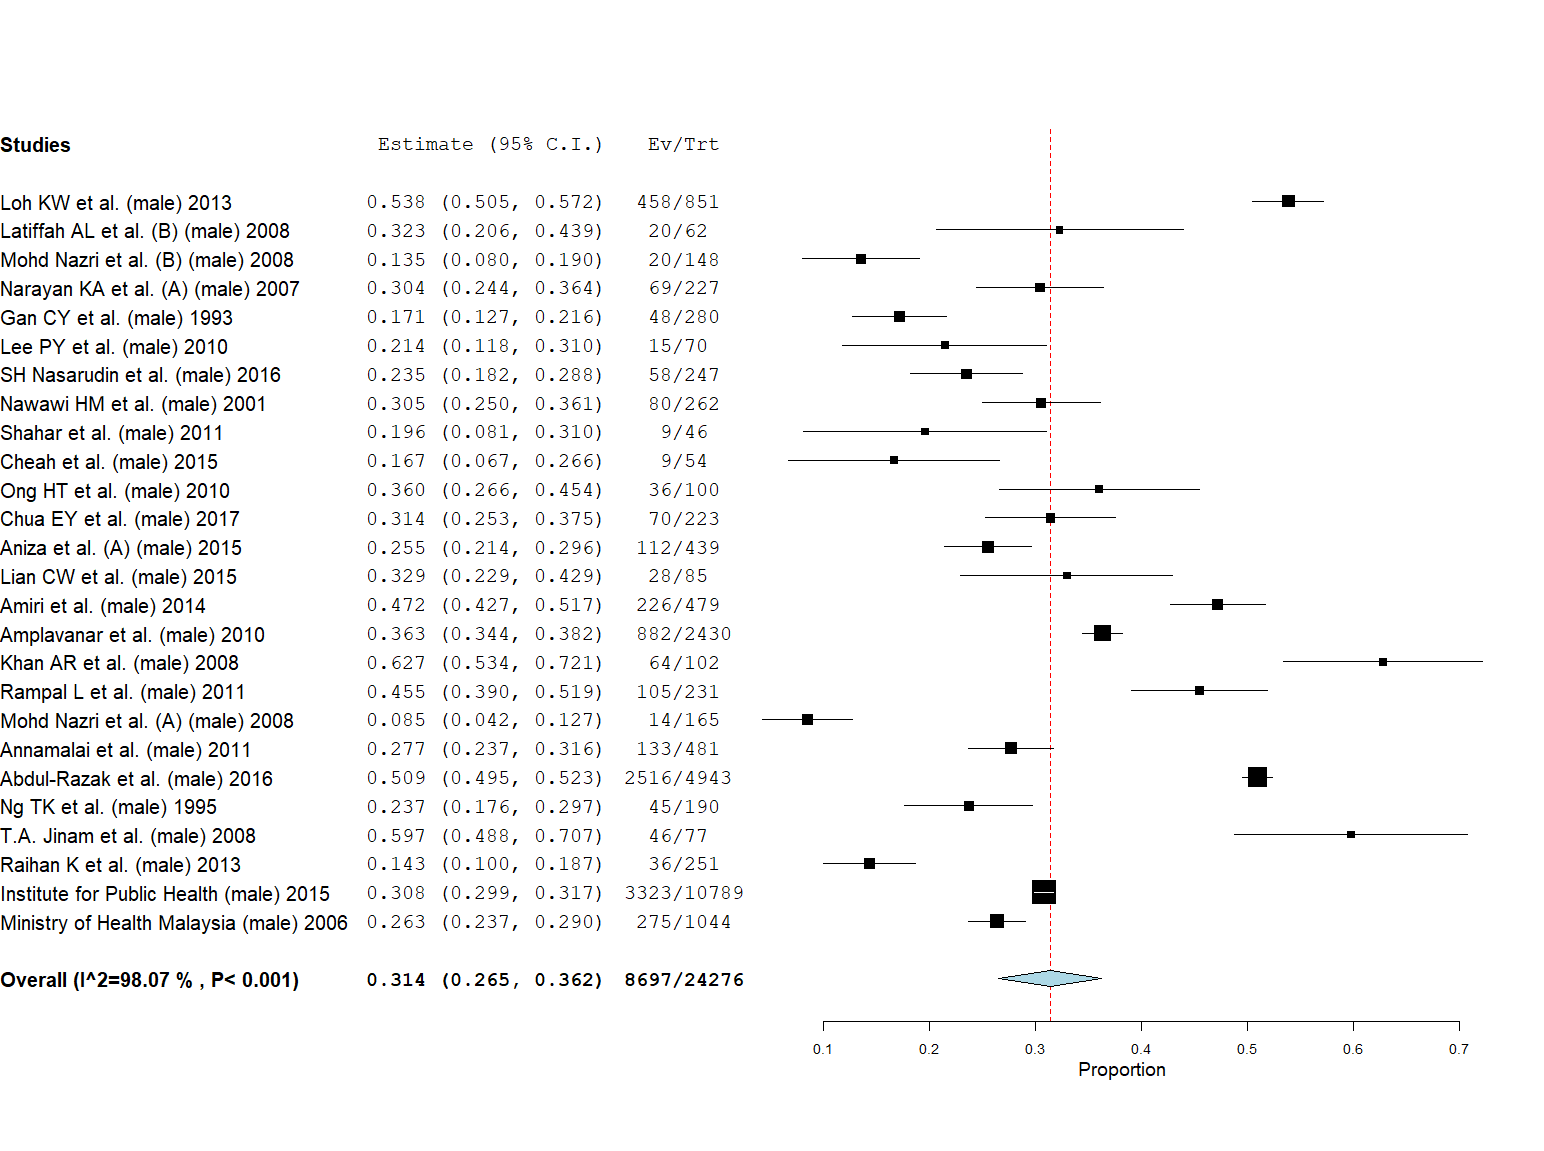 Studies Estimate (95% C.I.) Ev/Trt
Loh KW et al. (male) 2013 0.538 (0.505, 0.572) 458/851
Latiffah AL et al. (B) (male) 2008 0.323 (0.206, 0.439) 20/62
Mohd Nazri et al. (B) (male) 2008 0.135 (0.080, 0.190) 20/148
Narayan KA et al. (A) (male) 2007 0.304 (0.244, 0.364) 69/227
Gan CY et al. (male) 1993 0.171 (0.127, 0.216) 48/280
Lee PY et al. (male) 2010 0.214 (0.118, 0.310) 15/70
SH Nasarudin et al. (male) 2016 0.235 (0.182, 0.288) 58/247
Nawawi HM et al. (male) 2001 0.305 (0.250, 0.361) 80/262
Shahar et al. (male) 2011 0.196 (0.081, 0.310) 9/46
Cheah et al. (male) 2015 0.167 (0.067, 0.266) 9/54
Ong HT et al. (male) 2010 0.360 (0.266, 0.454) 36/100
Chua EY et al. (male) 2017 0.314 (0.253, 0.375) 70/223
Aniza et al. (A) (male) 2015 0.255 (0.214, 0.296) 112/439
Lian CW et al. (male) 2015 0.329 (0.229, 0.429) 28/85
Amiri et al. (male) 2014 0.472 (0.427, 0.517) 226/479
Amplavanar et al. (male) 2010 0.363 (0.344, 0.382) 882/2430
Khan AR et al. (male) 2008 0.627 (0.534, 0.721) 64/102
Rampal L et al. (male) 2011 0.455 (0.390, 0.519) 105/231
Mohd Nazri et al. (A) (male) 2008 0.085 (0.042, 0.127) 14/165
Annamalai et al. (male) 2011 0.277 (0.237, 0.316) 133/481
Abdul-Razak et al. (male) 2016 0.509 (0.495, 0.523) 2516/4943
Ng TK et al. (male) 1995 0.237 (0.176, 0.297) 45/190
T.A. Jinam et al. (male) 2008 0.597 (0.488, 0.707) 46/77
Raihan K et al. (male) 2013 0.143 (0.100, 0.187) 36/251
Institute for Public Health (male) 2015 0.308 (0.299, 0.317) 3323/10789
Ministry of Health Malaysia (male) 2006 0.263 (0.237, 0.290) 275/1044
Overall (I^2=98.07 % , P< 0.001) 0.314 (0.265, 0.362) 8697/24276
0.1 0.2 0.3 0.4 0.5 0.6 0.7
Proportion